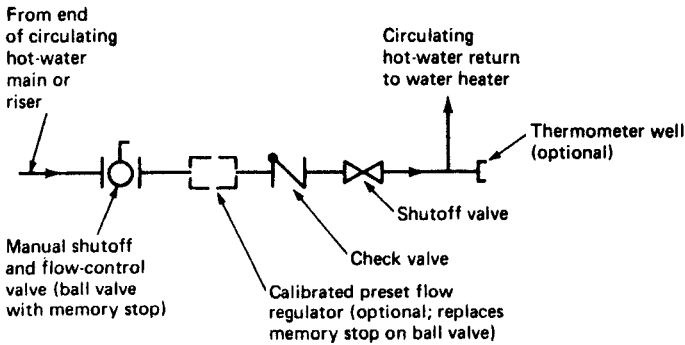 From end
of circulating
hot-water
main or
riser
Circulating
hot-water return
to water heater
Thermometer well
(optional)
Shutoff valve
Check valve
Manual shutoff
and flow-control
valve (ball valve
with memory stop)
Calibrated preset flow
regulator (optional; replaces
memory stop on ball valve)